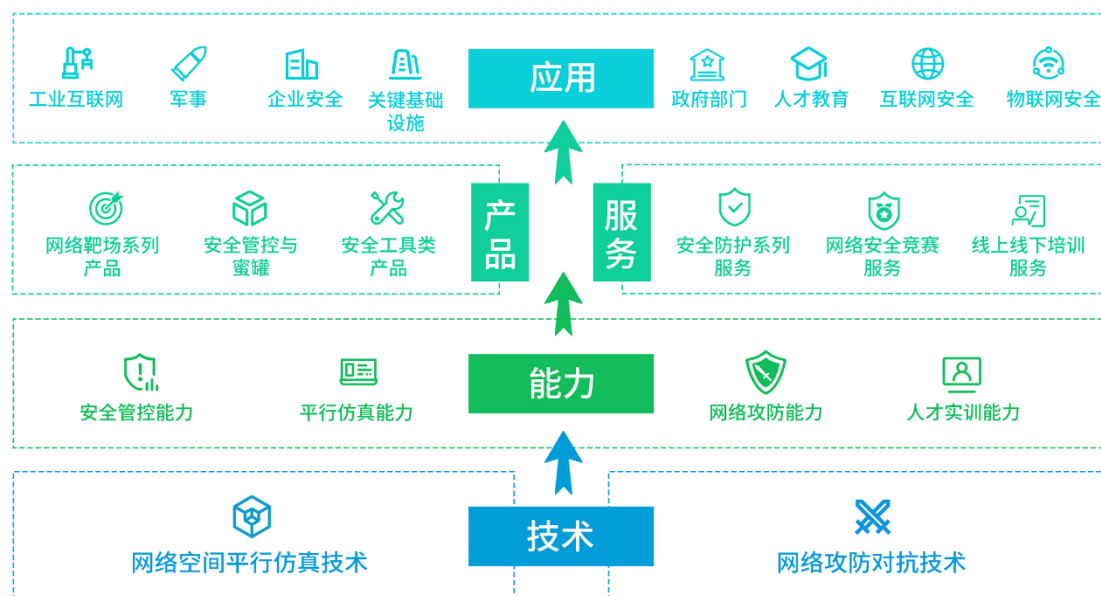 应用
工业互联网
军事
企业安全
关键基础
设施
政府部门
人才教育
互联网安全
物联网安全
产
品
网络靶场系列
产品
安全管控与
蜜罐
安全工具类
产品
服
务
安全防护系列
服务
网络安全竞赛
服务
线上线下培训
服务
能力
安全管控能力
平行仿真能力
网络攻防能力
人才实训能力
技术
网络空间平行仿真技术
网络攻防对抗技术